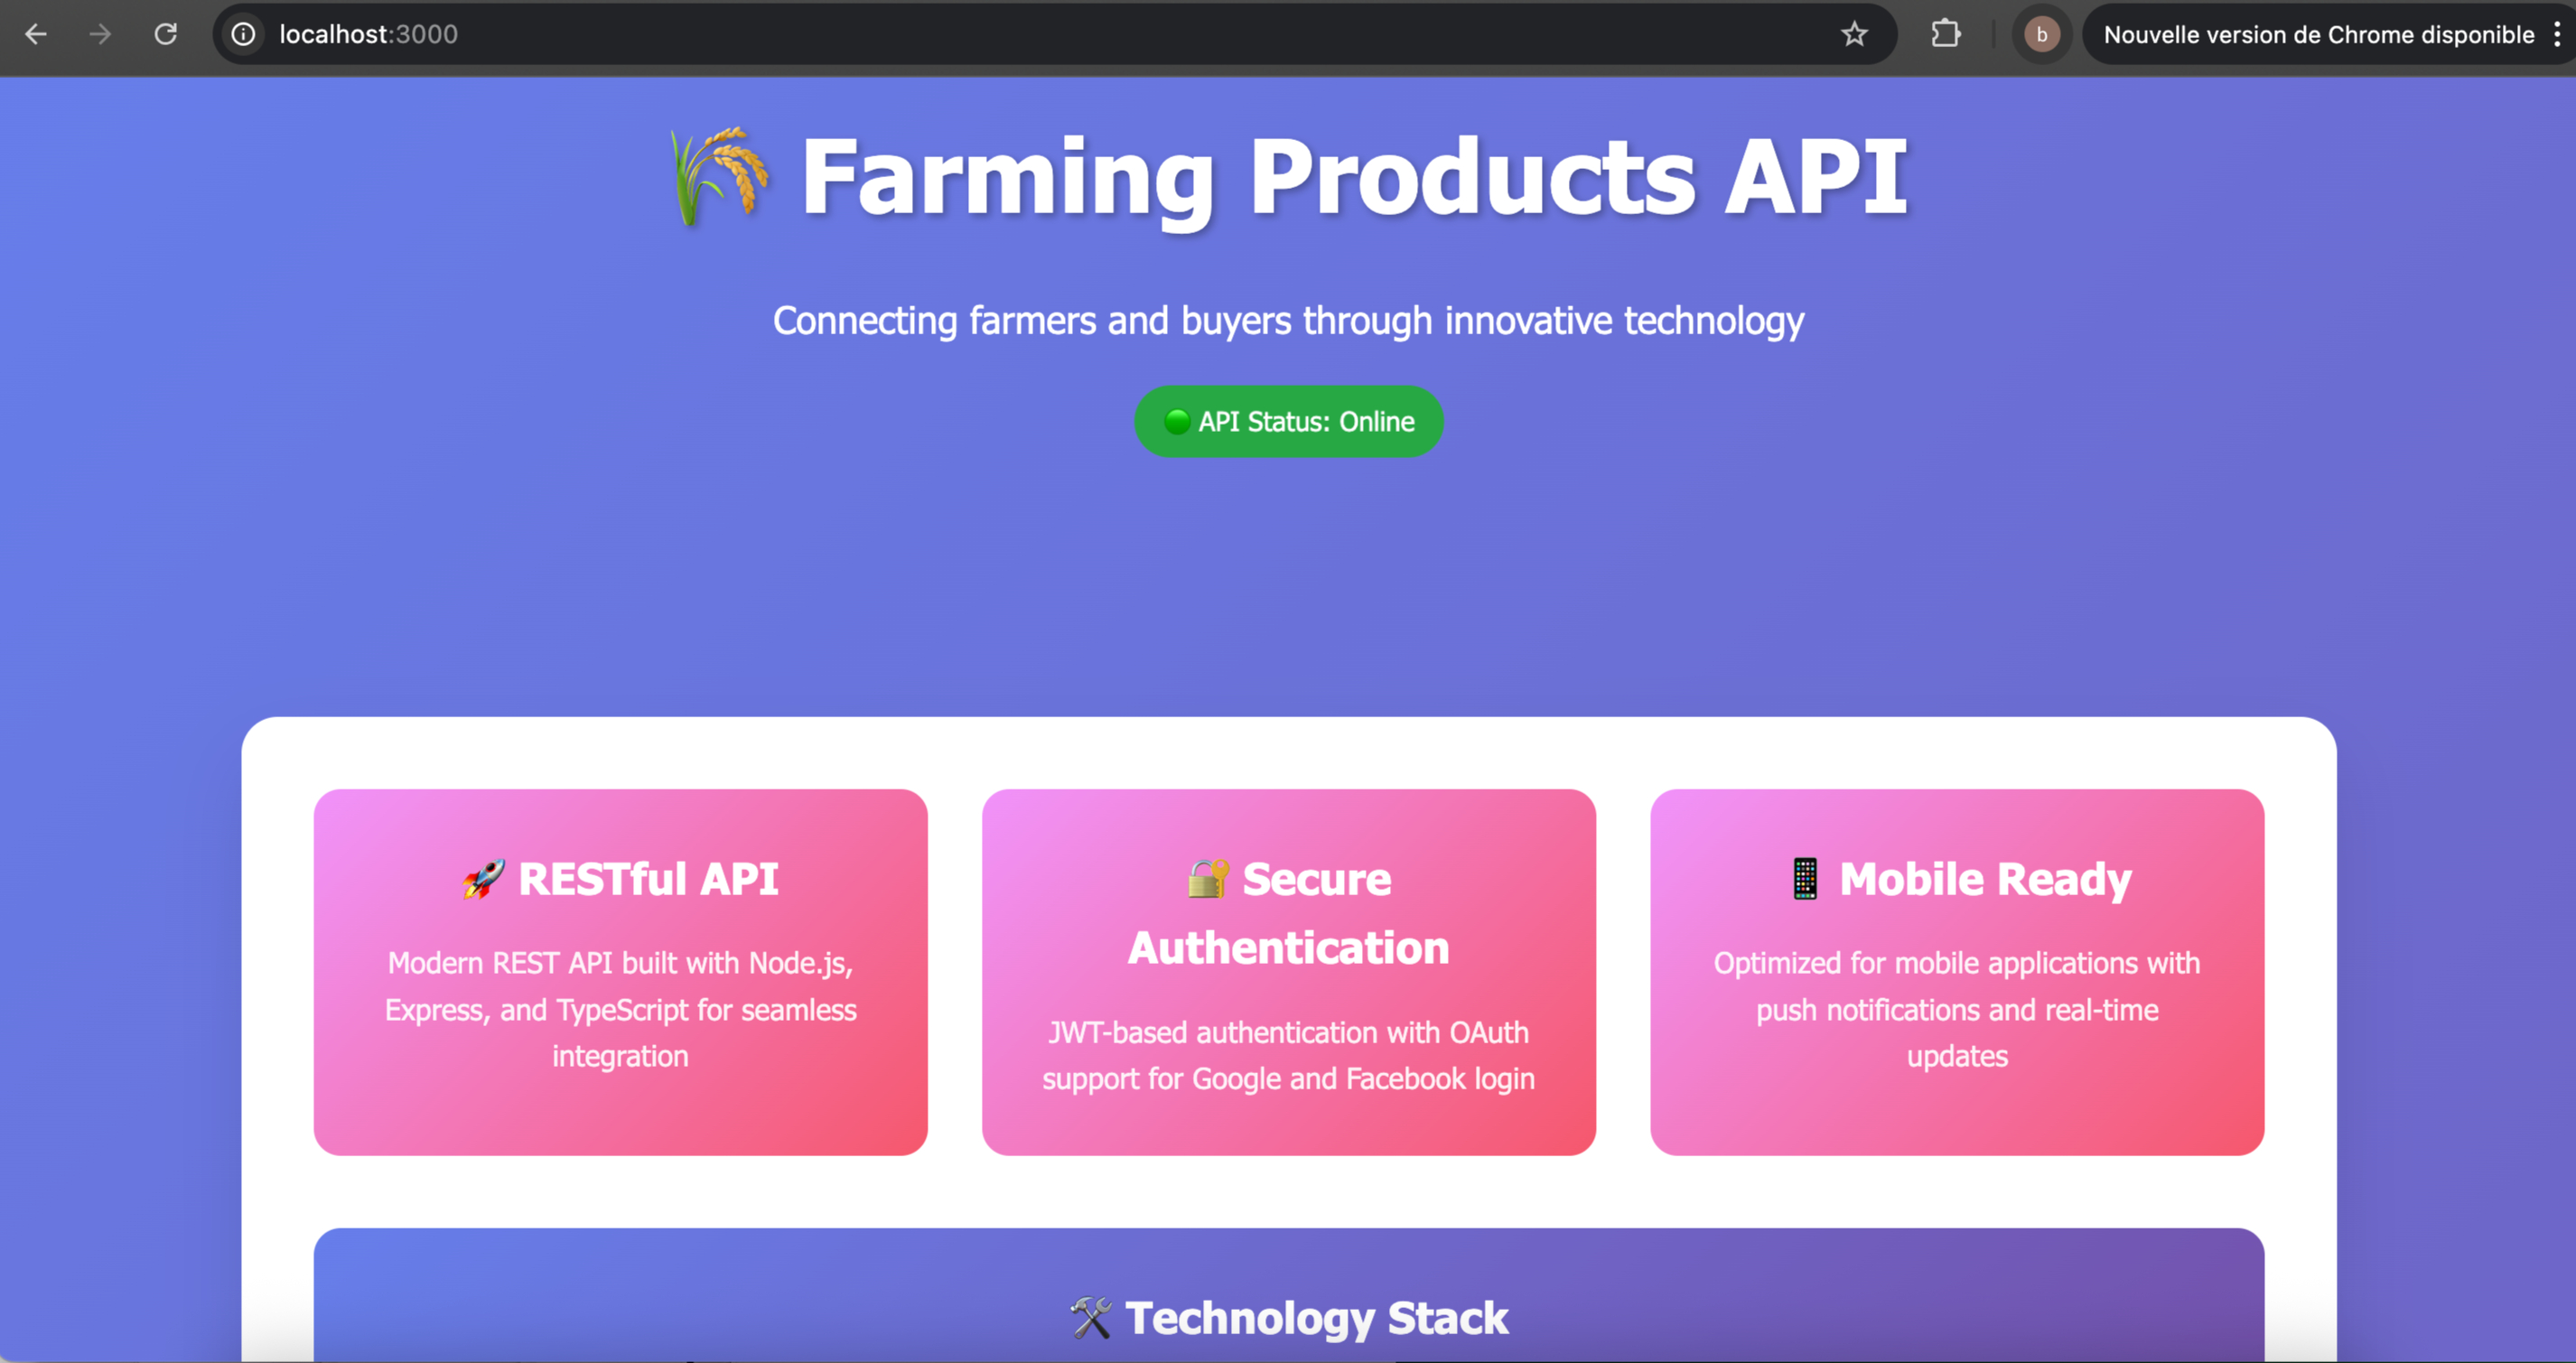 localhost:3000
b
Nouvelle version de Chrome disponible
🌾 Farming Products API
Connecting farmers and buyers through innovative technology
🟢 API Status: Online
🚀 RESTful API
Modern REST API built with Node.js,
Express, and TypeScript for seamless
integration
🔐 Secure
Authentication
JWT-based authentication with OAuth
support for Google and Facebook login
📱 Mobile Ready
Optimized for mobile applications with
push notifications and real-time
updates
🛠️ Technology Stack